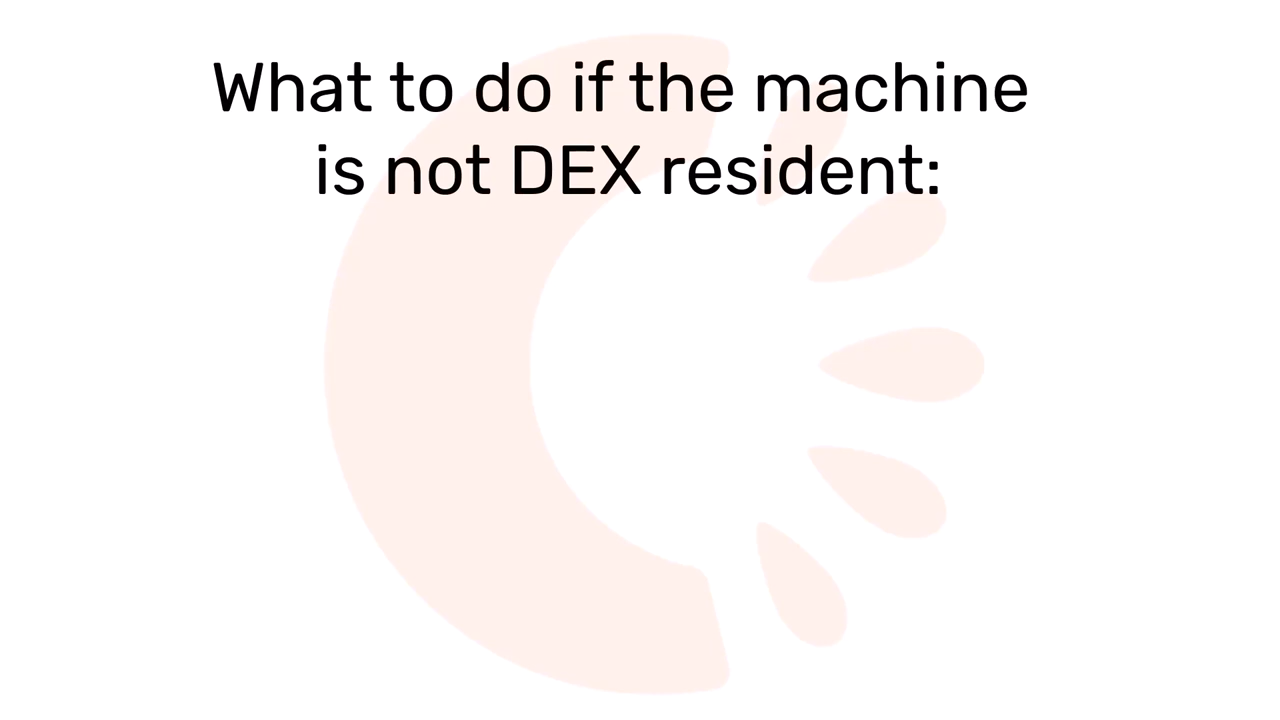 What to do if the machine
is not DEX resident: